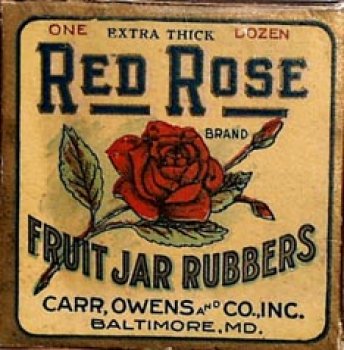 ONE EXTRA THICK DOZEN
RED ROSE
BRAND
FRUIT JAR RUBBERS
CARR, OWENS AND CO., INC.
BALTIMORE, MD.